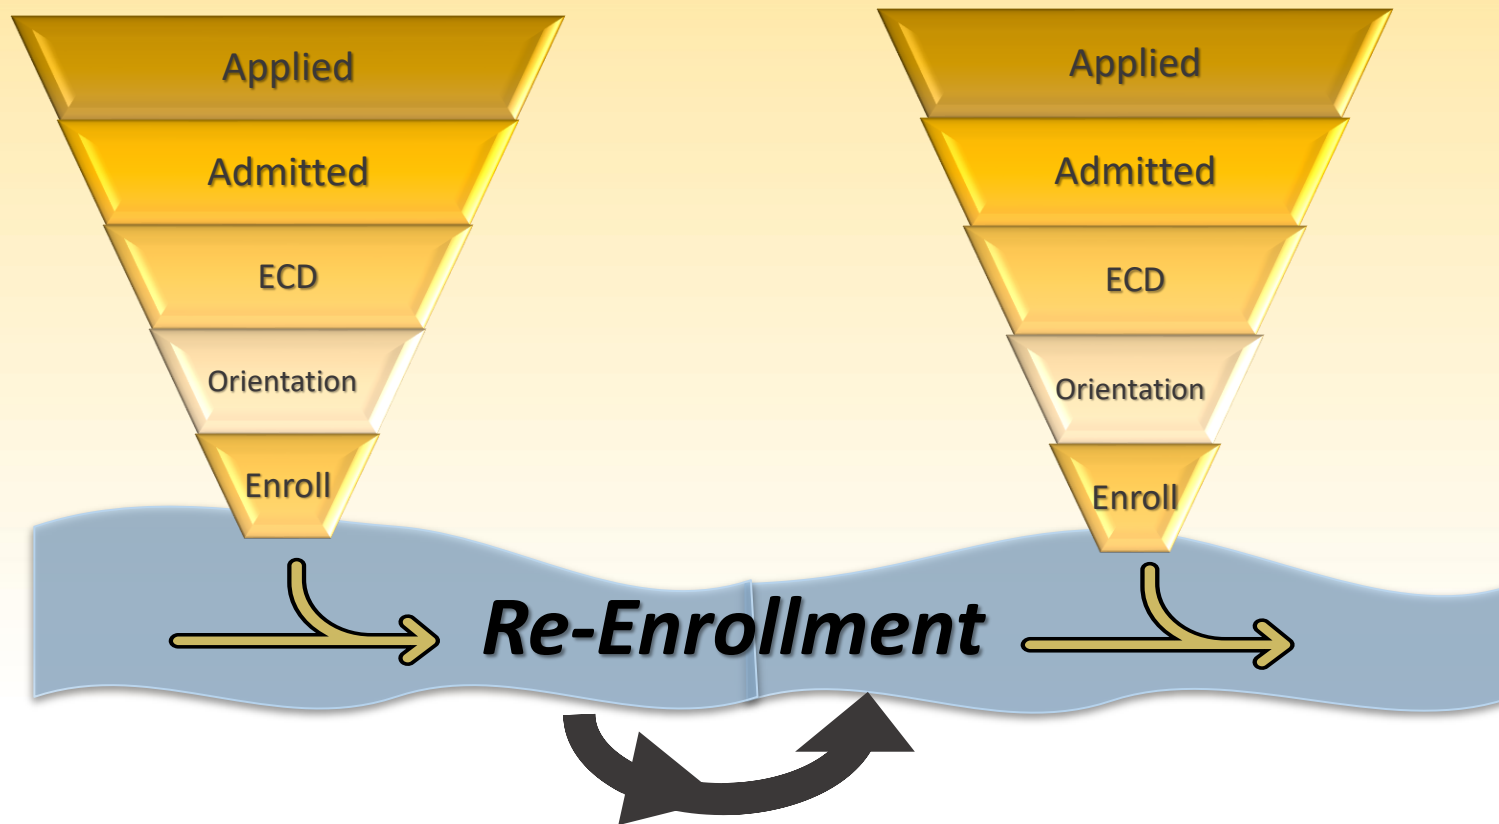 Applied
Admitted
ECD
Orientation
Enroll
Applied
Admitted
ECD
Orientation
Enroll
Re-Enrollment